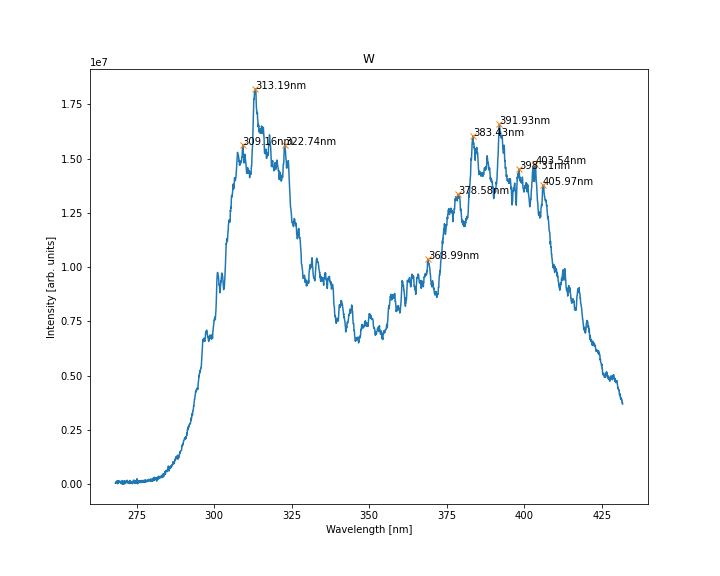 W
1e7
1.75
1.50
1.25
1.00
0.75
0.50
0.25
0.00
Intensity [arb. units]
313.19nm
309.16nm
322.74nm
391.93nm
383.43nm
403.54nm
398.31nm
405.97nm
378.58nm
368.99nm
275
300
325
350
375
400
425
Wavelength [nm]